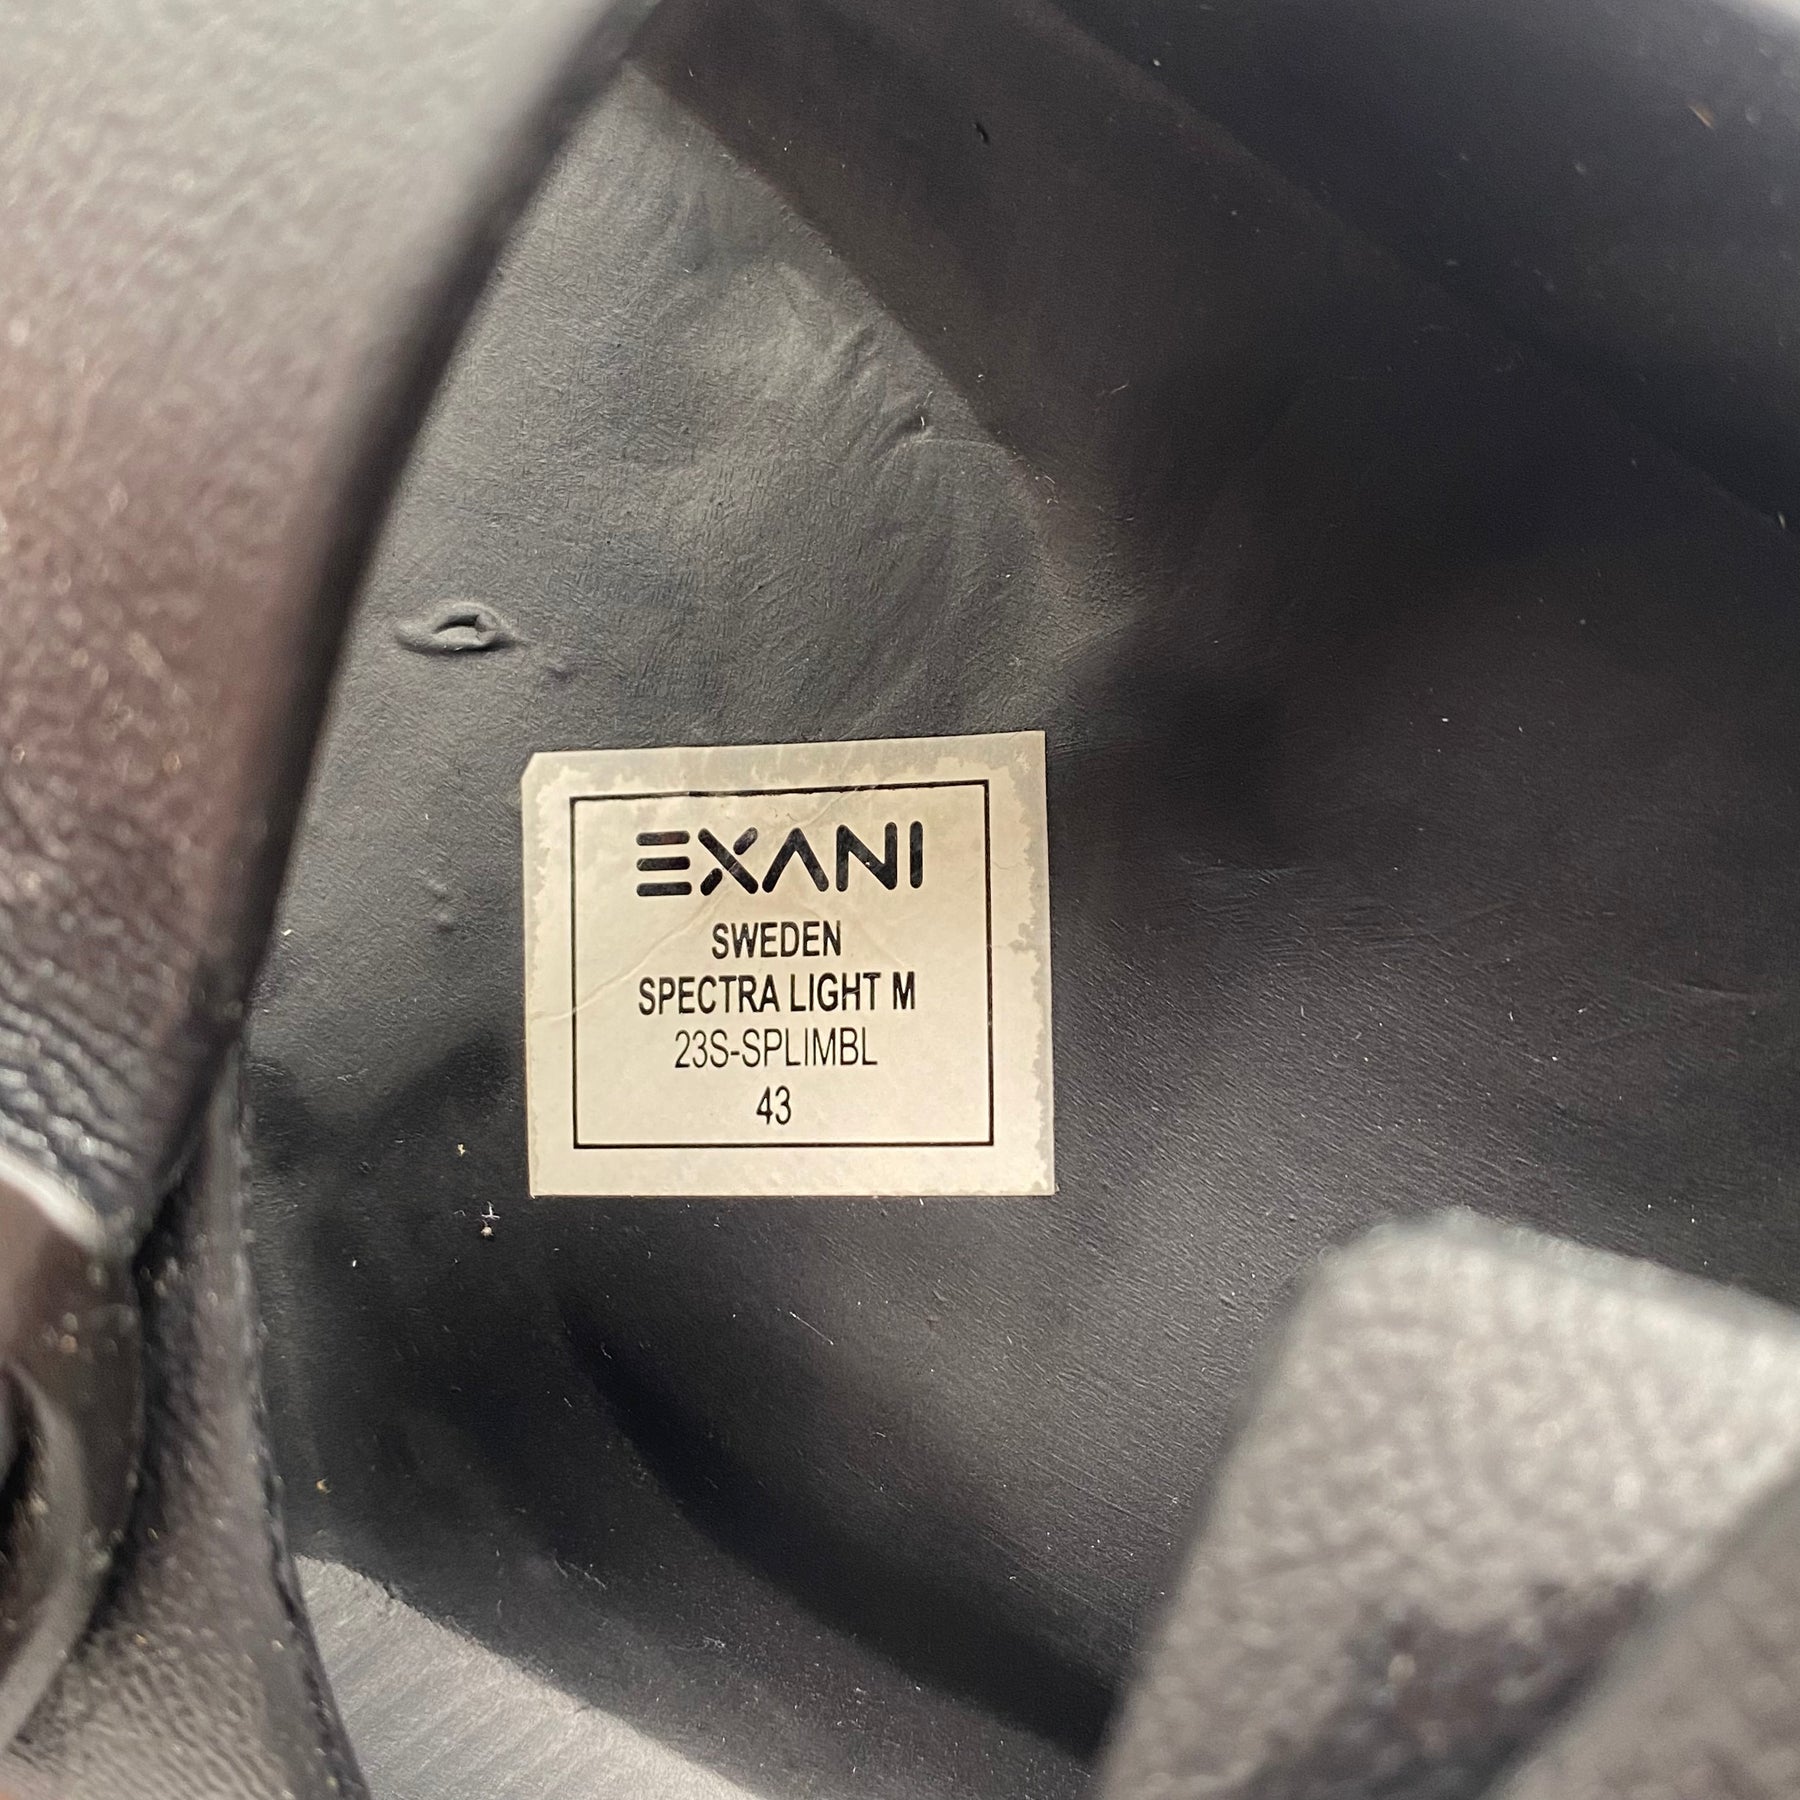 EXANI
SWEDEN
SPECTRA LIGHT M
23S-SPLIMBL
43